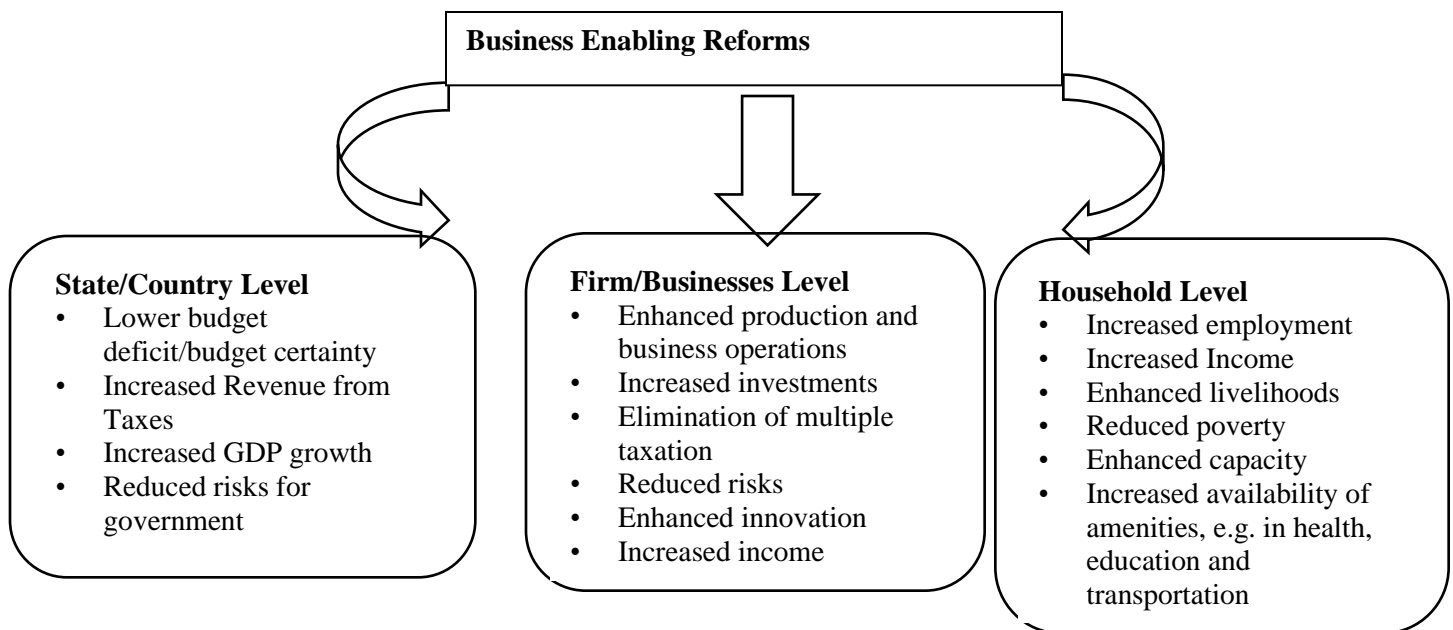 Business Enabling Reforms
State/Country Level
• Lower budget
deficit/budget certainty
• Increased Revenue from
Taxes
• Increased GDP growth
• Reduced risks for
government
Firm/Businesses Level
• Enhanced production and
business operations
• Increased investments
• Elimination of multiple
taxation
• Reduced risks
• Enhanced innovation
• Increased income
Household Level
• Increased employment
• Increased Income
• Enhanced livelihoods
• Reduced poverty
• Enhanced capacity
• Increased availability of
amenities, e.g. in health,
education and
transportation